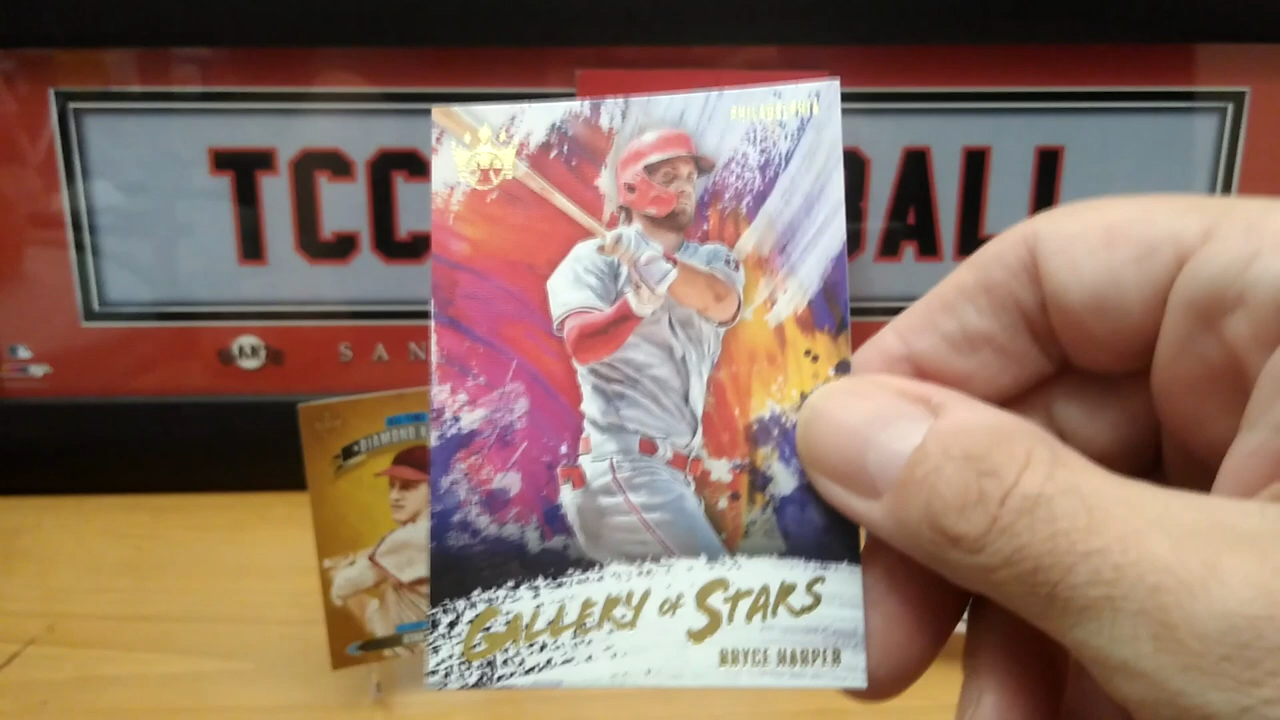 TCC BALL
SAN
DIAMOND K
PHILADELPHIA
GALLERY of STARS
BRYCE HARPER